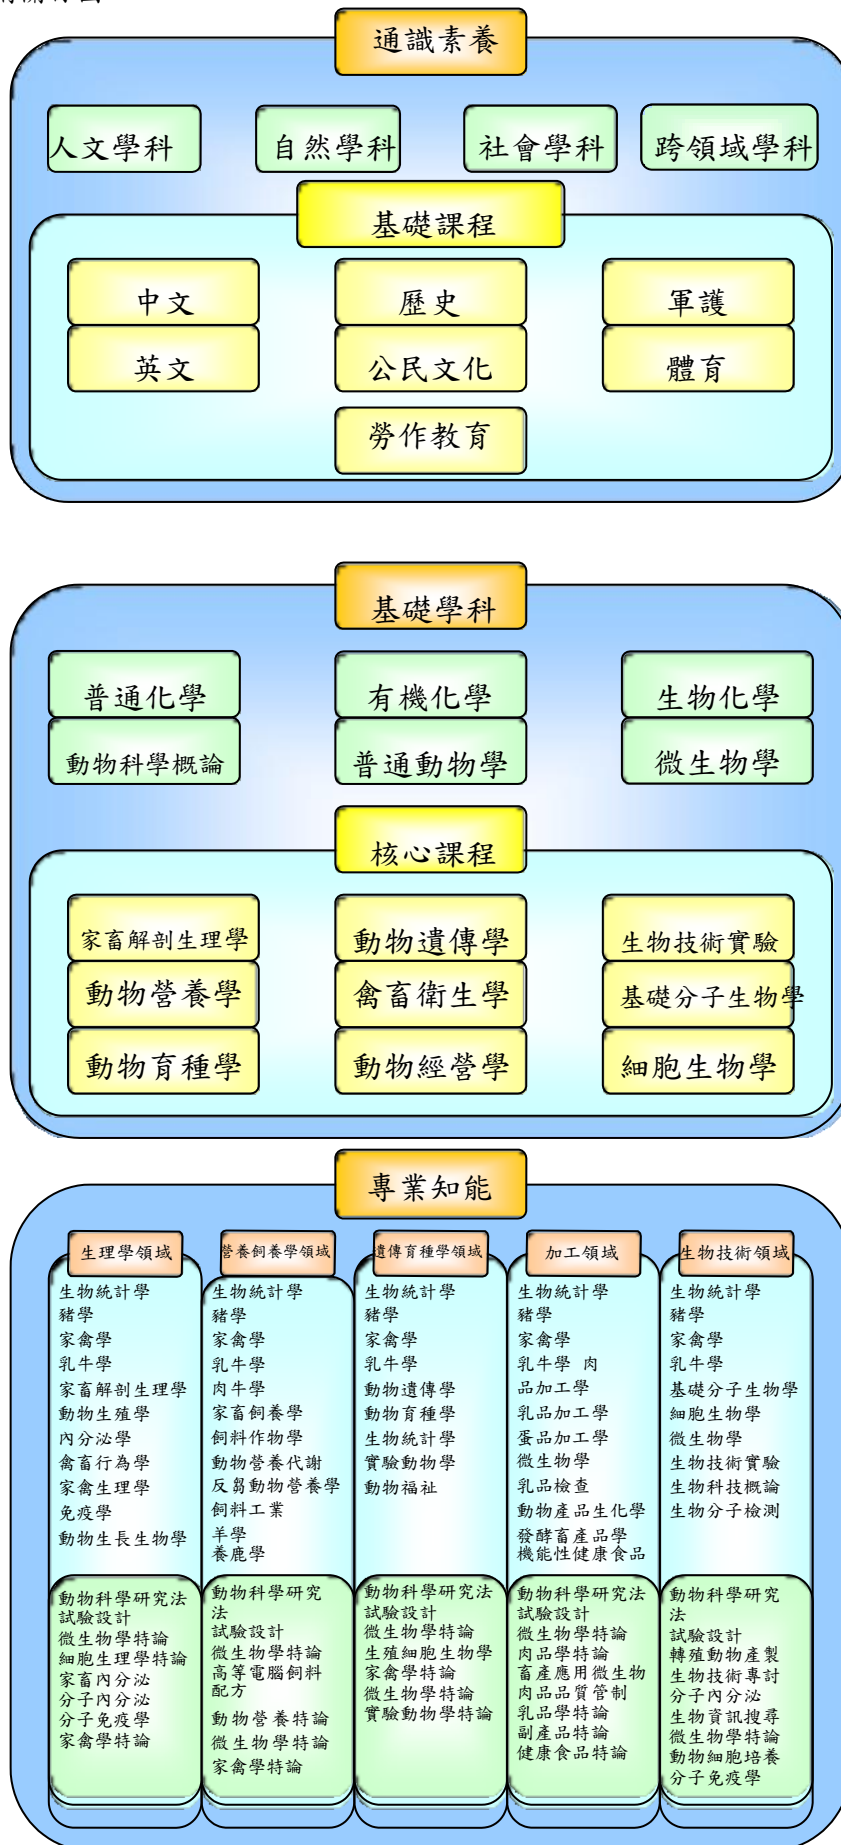 通識素養
人文學科
自然學科
社會學科
跨領域學科
基礎課程
中文
歷史
軍護
英文
公民文化
體育
勞作教育
基礎學科
普通化學
有機化學
生物化學
動物科學概論
普通動物學
微生物學
核心課程
家畜解剖生理學
動物遺傳學
生物技術實驗
動物營養學
禽畜衛生學
基礎分子生物學
動物育種學
動物經營學
細胞生物學
專業知能
生理學領域
生物統計學
豬學
家禽學
乳牛學
家畜解剖生理學
動物生殖學
內分泌學
禽畜行為學
家禽生理學
免疫學
動物生長生物學
動物科學研究法
試驗設計
微生物學特論
細胞生理學特論
家畜內分泌
分子內分泌
分子免疫學
家禽學特論
營養飼養學領域
生物統計學
豬學
家禽學
乳牛學
肉牛學
家畜飼養學
飼料作物學
動物營養代謝
反芻動物營養學
飼料工業
羊學
養鹿學
動物科學研究
法
試驗設計
微生物學特論
高等電腦飼料
配方
動物營養特論
微生物學特論
家禽學特論
遺傳育種學領域
生物統計學
豬學
家禽學
乳牛學
動物遺傳學
動物育種學
生物統計學
實驗動物學
動物福祉
動物科學研究法
試驗設計
微生物學特論
生殖細胞生物學
家禽學特論
微生物學特論
實驗動物學特論
加工領域
生物統計學
豬學
家禽學
乳牛學 肉
品加工學
乳品加工學
蛋品加工學
微生物學
乳品檢查
動物產品生化學
發酵畜產品學
機能性健康食品
動物科學研究法
試驗設計
微生物學特論
肉品學特論
畜產應用微生物
肉品品質管制
乳品學特論
副產品特論
健康食品特論
生物技術領域
生物統計學
豬學
家禽學
乳牛學
基礎分子生物學
細胞生物學
微生物學
生物技術實驗
生物科技概論
生物分子檢測
動物科學研究
法
試驗設計
轉殖動物產製
生物技術專討
分子內分泌
生物資訊搜尋
微生物學特論
動物細胞培養
分子免疫學